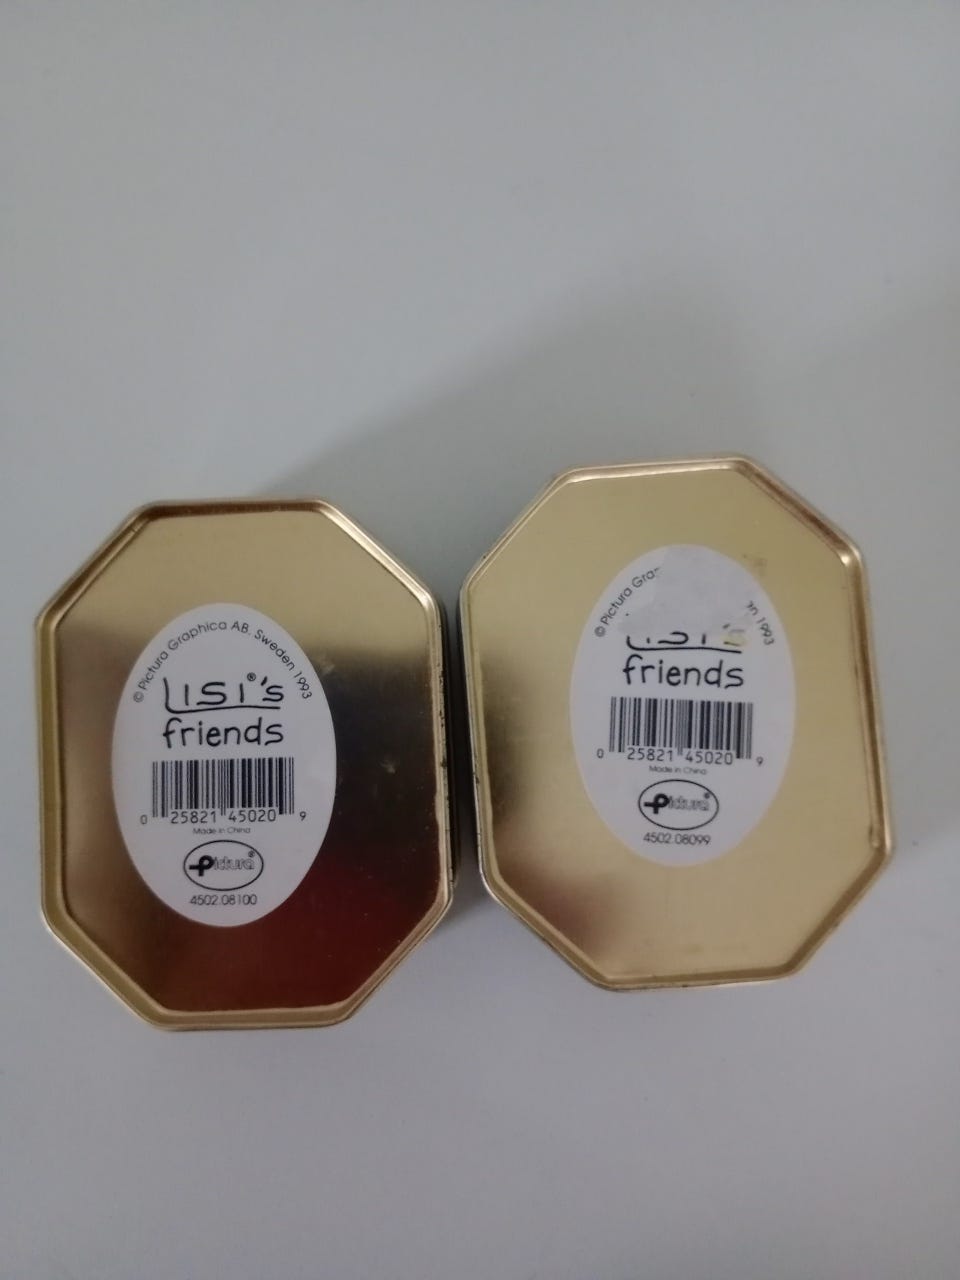 © Pictura Graphica AB. Sweden 1993
LISI®'s
friends
0 25821 45020 9
Made in China
Pictura®
4502.08100
© Pictura 1993
LISI's
friends
0 25821 45020 9
Made in China
Pictura®
4502.08099